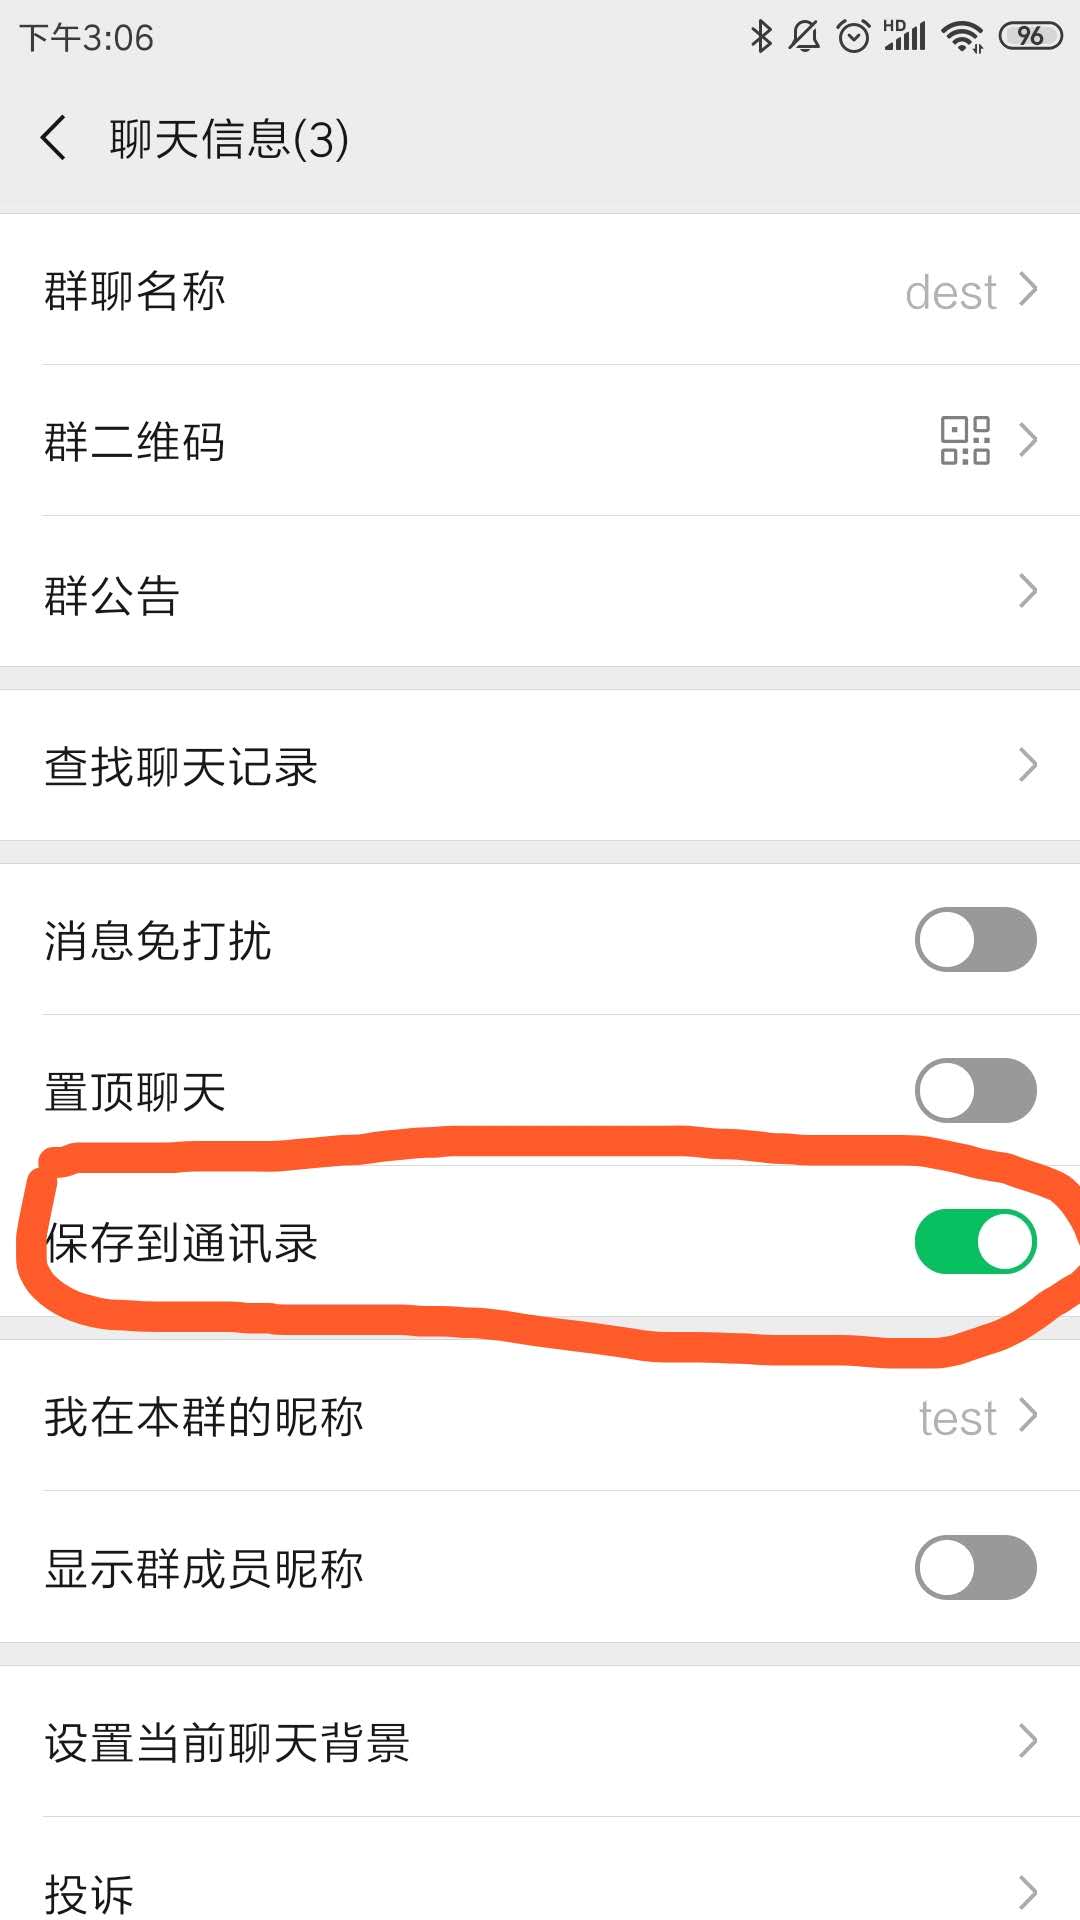 下午3:06
HD
96
聊天信息(3)
群聊名称
dest
群二维码
群公告
查找聊天记录
消息免打扰
置顶聊天
保存到通讯录
我在本群的昵称
test
显示群成员昵称
设置当前聊天背景
投诉